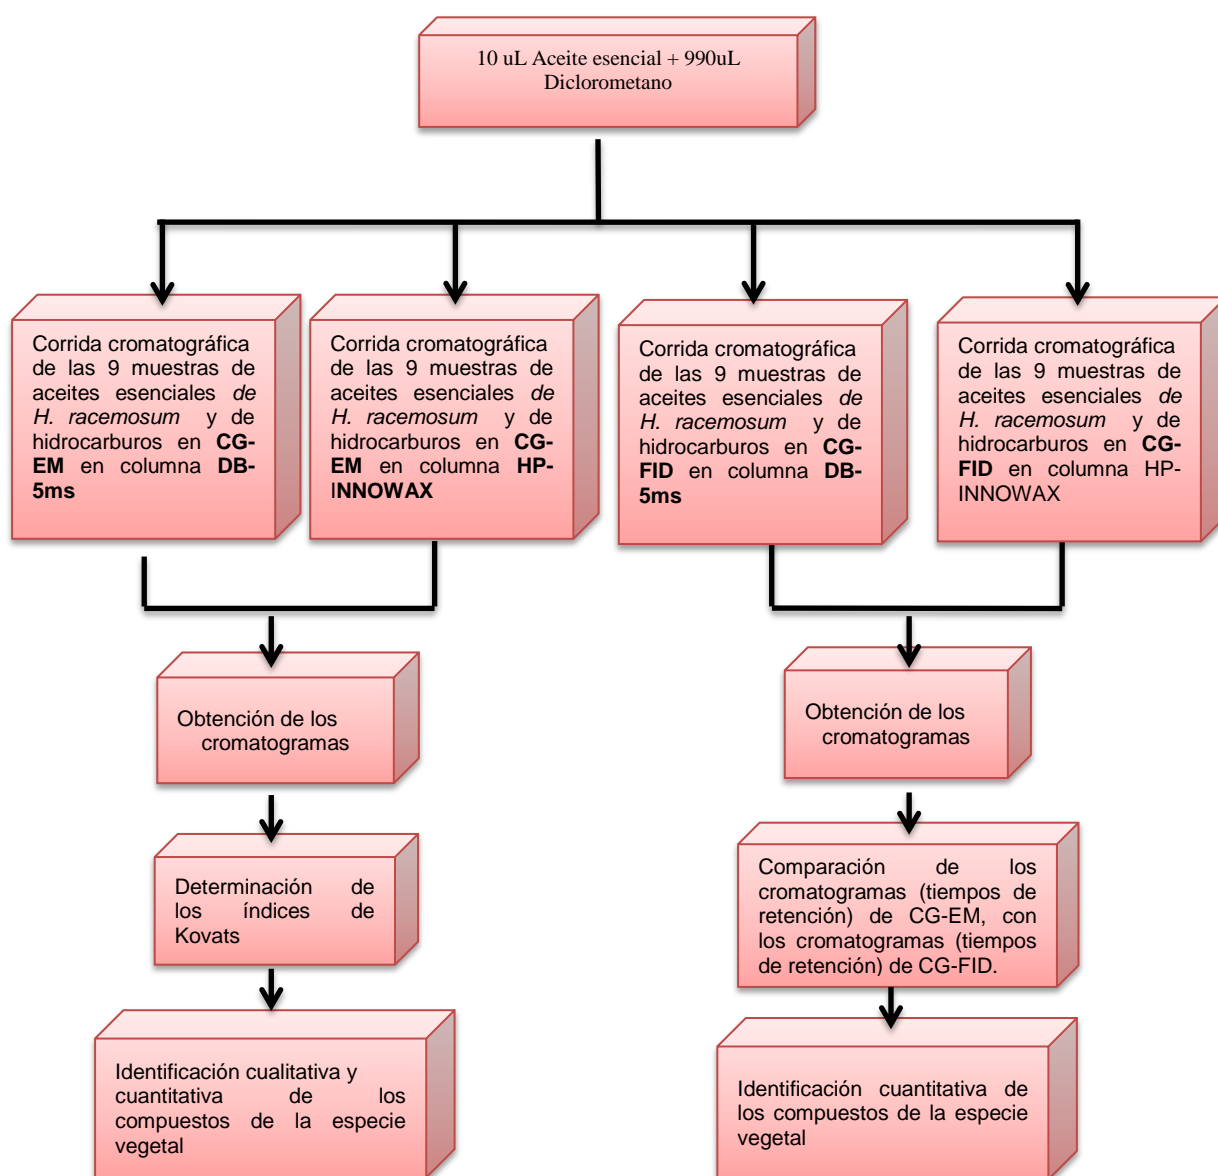 10 uL Aceite esencial + 990uL
Diclorometano
Corrida cromatográfica
de las 9 muestras de
aceites esenciales de
H. racemosum y de
hidrocarburos en CG-
EM en columna DB-
5ms
Corrida cromatográfica
de las 9 muestras de
aceites esenciales de
H. racemosum y de
hidrocarburos en CG-
EM en columna HP-
INNOWAX
Corrida cromatográfica
de las 9 muestras de
aceites esenciales de
H. racemosum y de
hidrocarburos en CG-
FID en columna DB-
5ms
Corrida cromatográfica
de las 9 muestras de
aceites esenciales de
H. racemosum y de
hidrocarburos en CG-
FID en columna HP-
INNOWAX
Obtención de los
cromatogramas
Obtención de los
cromatogramas
Determinación de
los índices de
Kovats
Comparación de los
cromatogramas (tiempos de
retención) de CG-EM, con
los cromatogramas (tiempos
de retención) de CG-FID.
Identificación cualitativa y
cuantitativa de los
compuestos de la especie
vegetal
Identificación cuantitativa de
los compuestos de la especie
vegetal